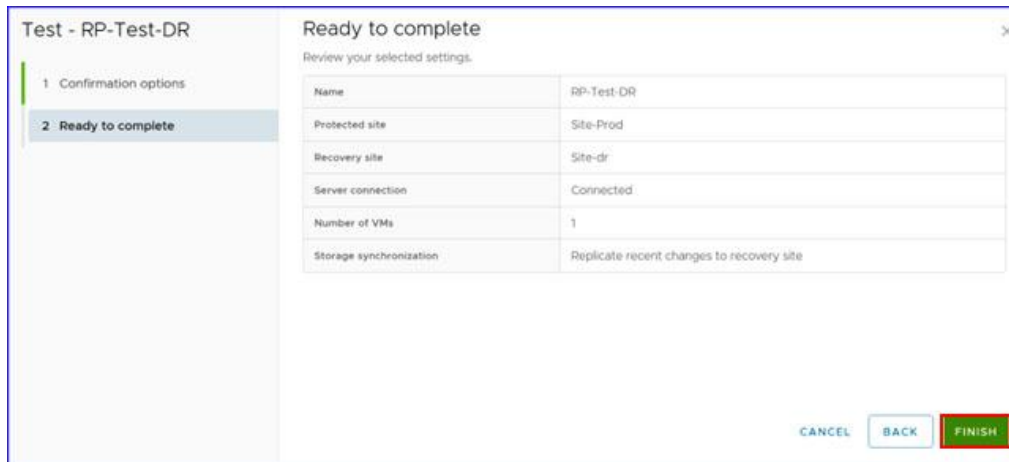 Test - RP-Test-DR
1 Confirmation options
2 Ready to complete
Ready to complete
Review your selected settings.
Name RP-Test-DR
Protected site Site-Prod
Recovery site Site-dr
Server connection Connected
Number of VMs 1
Storage synchronization Replicate recent changes to recovery site
CANCEL BACK FINISH